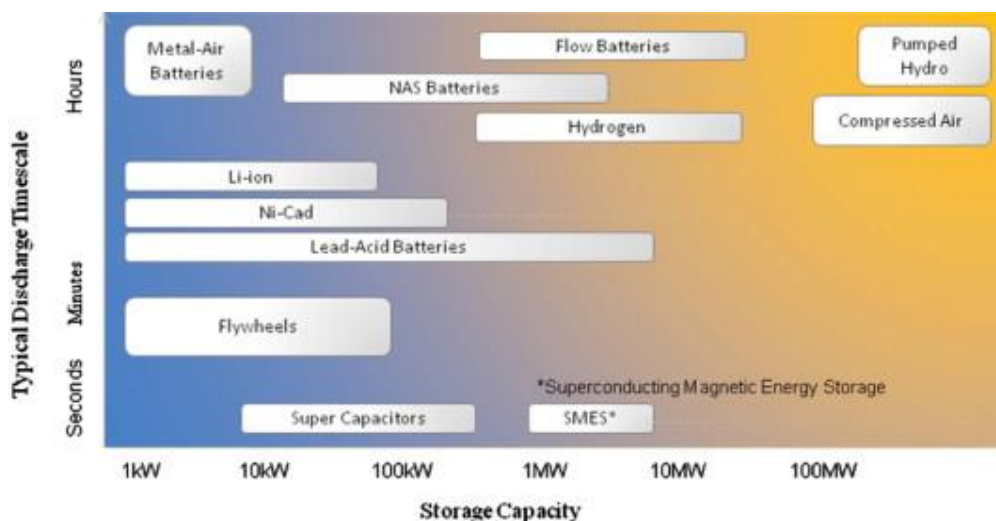 Metal-Air
Batteries
Flow Batteries
Pumped
Hydro
NAS Batteries
Compressed Air
Hydrogen
Li-ion
Ni-Cad
Lead-Acid Batteries
Flywheels
*Superconducting Magnetic Energy Storage
Super Capacitors
SMES*
Typical Discharge Timescale
Hours
Minutes
Seconds
1kW
10kW
100kW
1MW
10MW
100MW
Storage Capacity